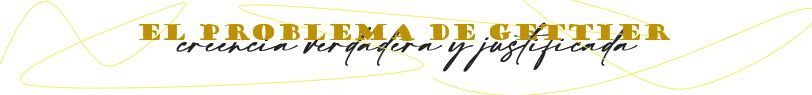 EL PROBLEMA DE GETTIER
creencia verdadera y justificada